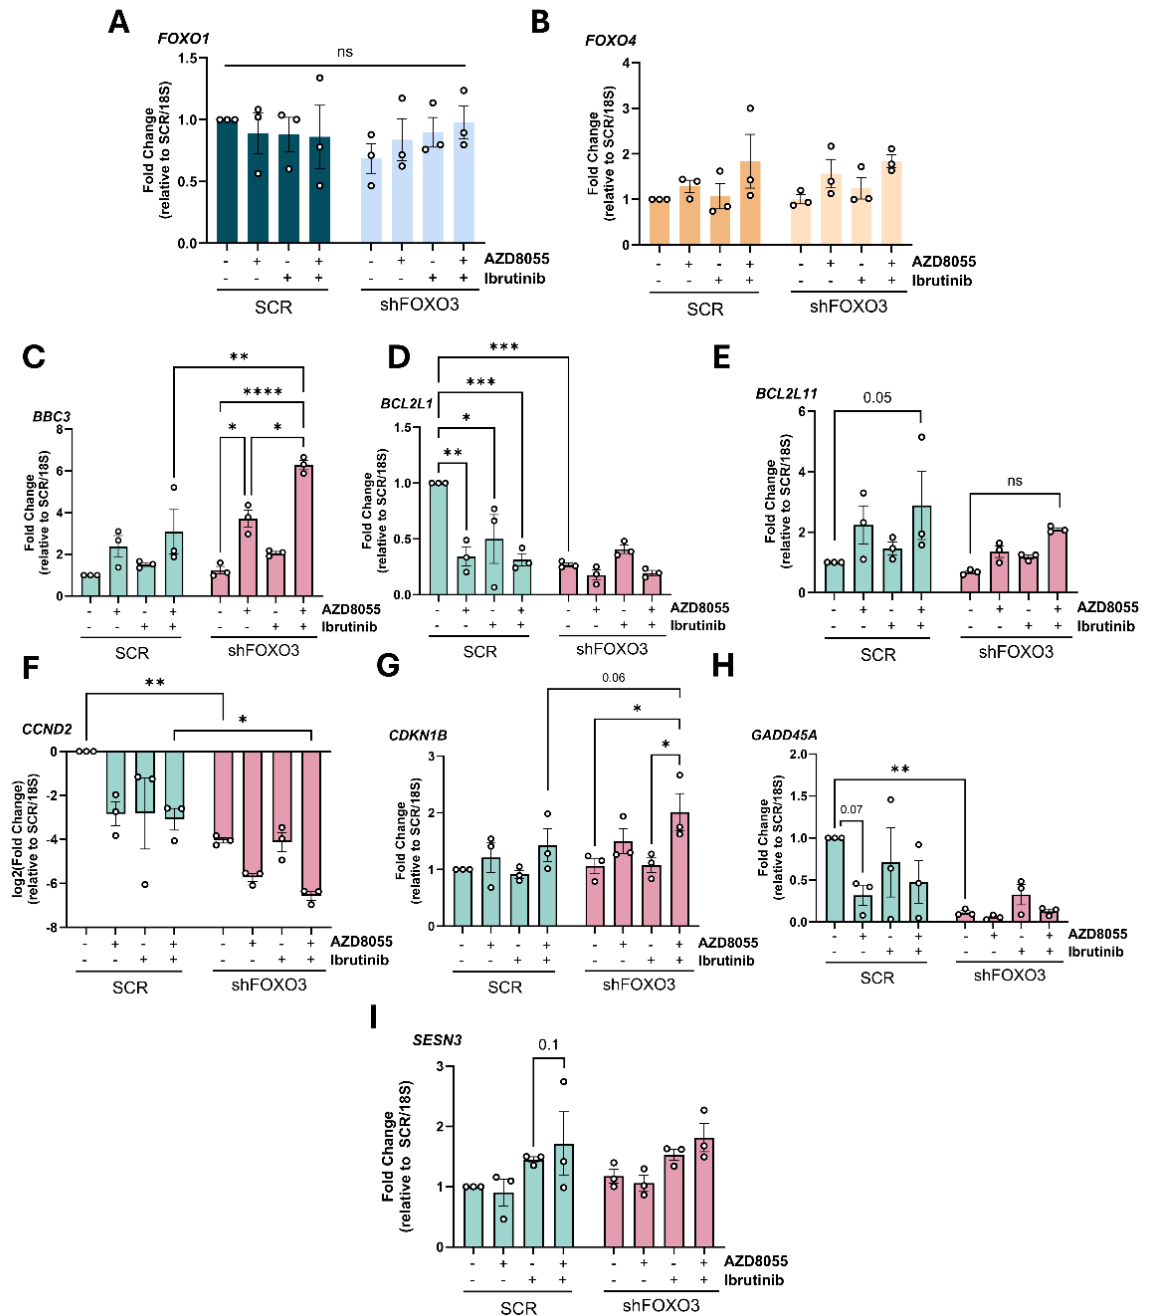 A
FOXO1
ns
Fold Change
(relative to SCR/18S)
1.5
1.0
0.5
0.0
- + - + - + - + AZD8055
- - + + - - + + Ibrutinib
SCR shFOXO3
B
FOXO4
Fold Change
(relative to SCR/18S)
4
3
2
1
0
- + - + - + - + AZD8055
- - + + - - + + Ibrutinib
SCR shFOXO3
C
BBC3
**
****
* *
Fold Change
(relative to SCR/18S)
8
6
4
2
0
- + - + - + - + AZD8055
- - + + - - + + Ibrutinib
SCR shFOXO3
D
BCL2L1
***
***
*
**
Fold Change
(relative to SCR/18S)
1.5
1.0
0.5
0.0
- + - + - + - + AZD8055
- - + + - - + + Ibrutinib
SCR shFOXO3
E
BCL2L11
0.05
ns
Fold Change
(relative to SCR/18S)
6
4
2
0
- + - + - + - + AZD8055
- - + + - - + + Ibrutinib
SCR shFOXO3
F
CCND2
**
*
log2(Fold Change)
(relative to SCR/18S)
0
-2
-4
-6
-8
- + - + - + - + AZD8055
- - + + - - + + Ibrutinib
SCR shFOXO3
G
CDKN1B
0.06
*
*
Fold Change
(relative to SCR/18S)
3
2
1
0
- + - + - + - + AZD8055
- - + + - - + + Ibrutinib
SCR shFOXO3
H
GADD45A
**
0.07
Fold Change
(relative to SCR/18S)
2.0
1.5
1.0
0.5
0.0
- + - + - + - + AZD8055
- - + + - - + + Ibrutinib
SCR shFOXO3
I
SESN3
0.1
Fold Change
(relative to SCR/18S)
3
2
1
0
- + - + - + - + AZD8055
- - + + - - + + Ibrutinib
SCR shFOXO3